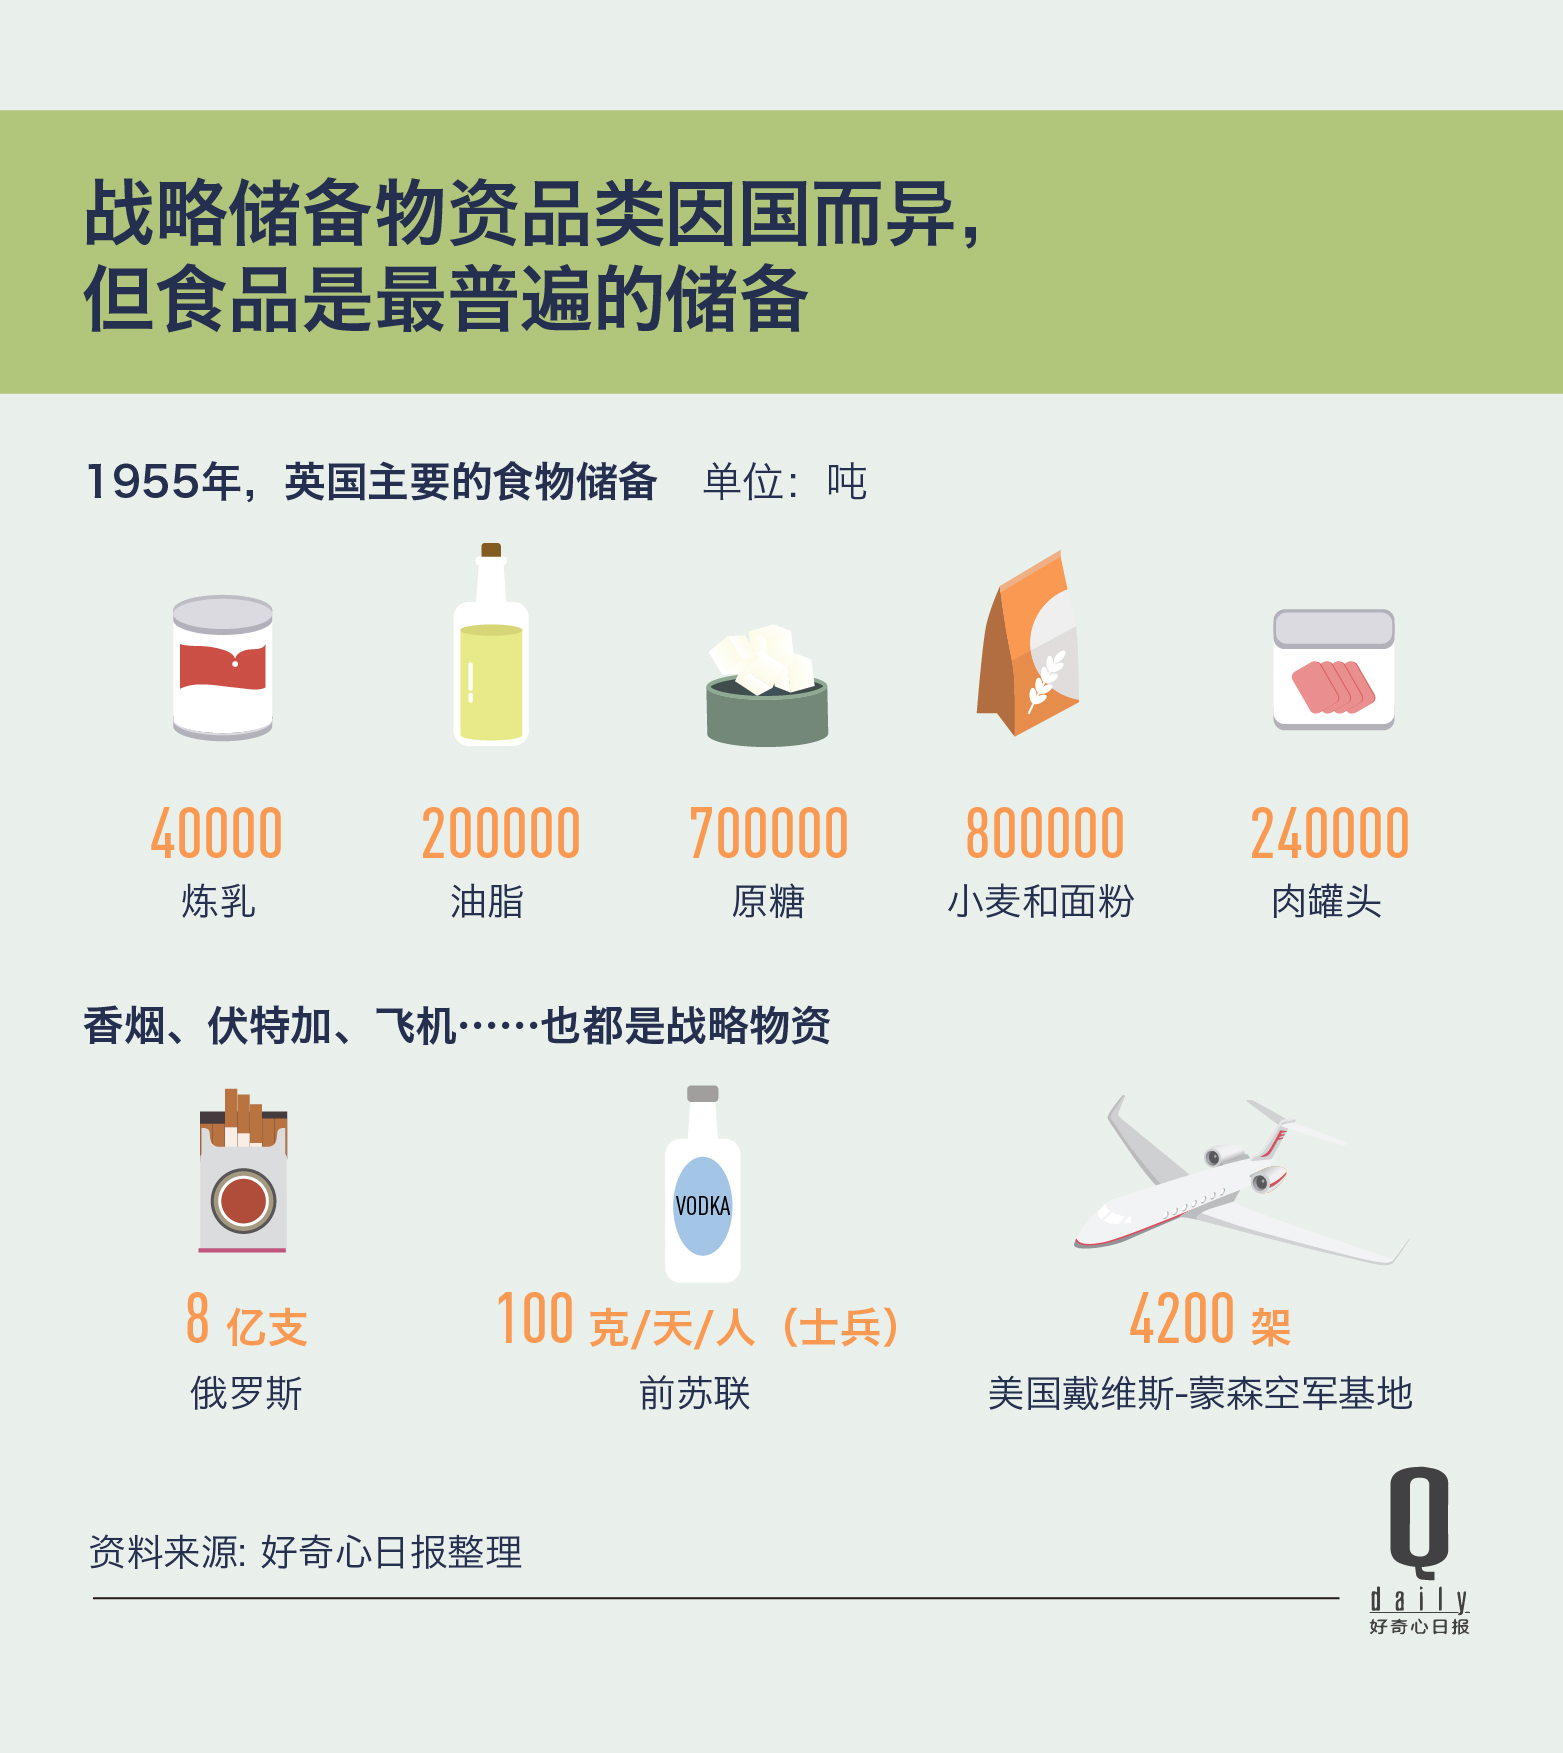 战略储备物资品类因国而异，
但食品是最普遍的储备
1955年，英国主要的食物储备 单位：吨
40000 200000 700000 800000 240000
炼乳 油脂 原糖 小麦和面粉 肉罐头
香烟、伏特加、飞机……也都是战略物资
VODKA
8 亿支 100 克/天/人（士兵） 4200 架
俄罗斯 前苏联 美国戴维斯-蒙森空军基地
资料来源: 好奇心日报整理
Q
daily
好奇心日报